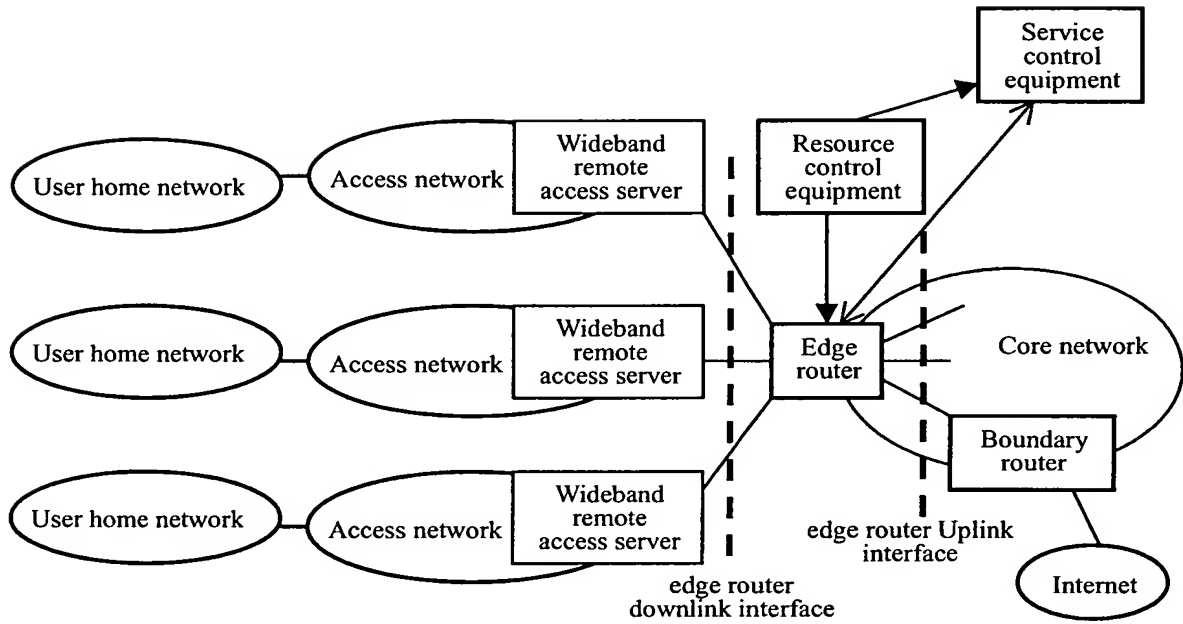 Service
control
equipment
Wideband
remote
access server
Resource
control
equipment
User home network
Access network
Wideband
remote
access server
User home network
Access network
Edge
router
Core network
Boundary
router
Wideband
remote
access server
User home network
Access network
edge router Uplink
interface
edge router
downlink interface
Internet